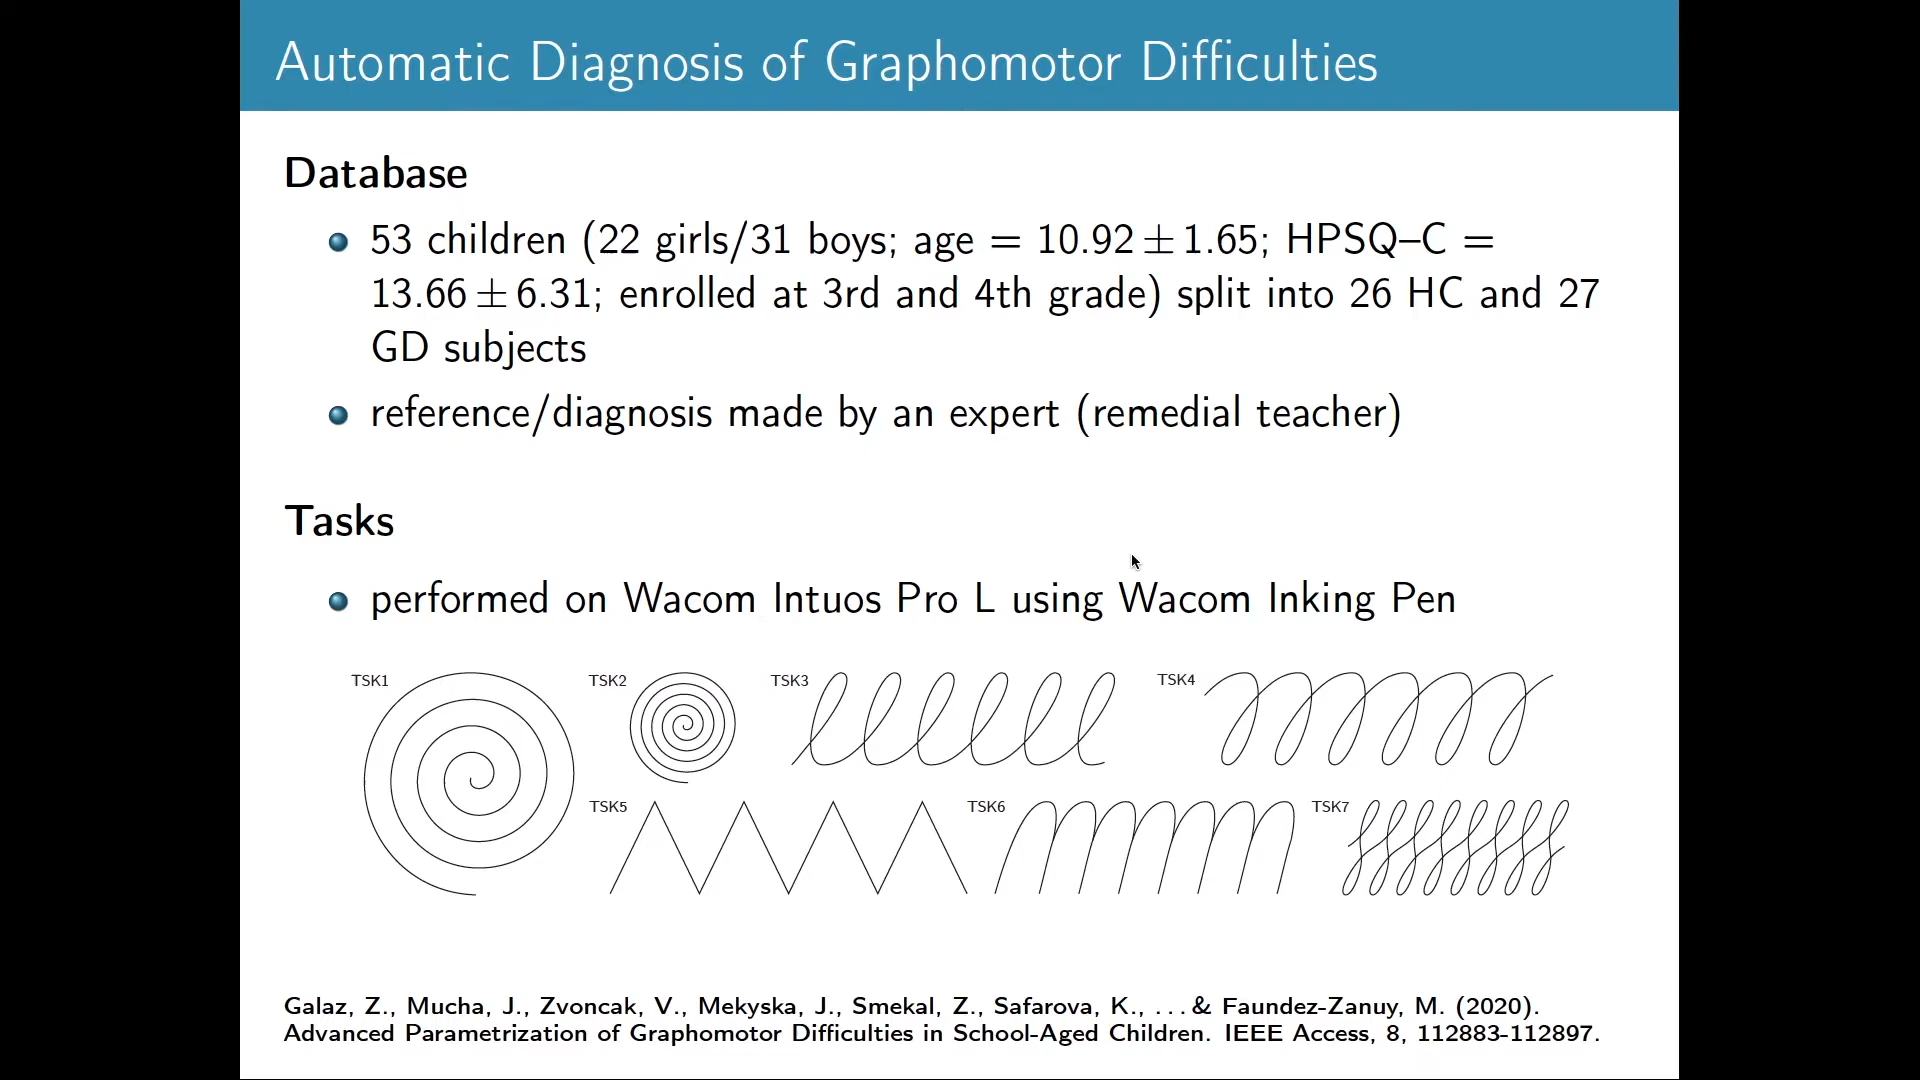 Automatic Diagnosis of Graphomotor Difficulties
Database
53 children (22 girls/31 boys; age = 10.92 ± 1.65; HPSQ–C =
13.66 ± 6.31; enrolled at 3rd and 4th grade) split into 26 HC and 27
GD subjects
reference/diagnosis made by an expert (remedial teacher)
Tasks
performed on Wacom Intuos Pro L using Wacom Inking Pen
TSK1
TSK2
TSK3
TSK4
TSK5
TSK6
TSK7
Galaz, Z., Mucha, J., Zvoncak, V., Mekyska, J., Smekal, Z., Safarova, K., ... & Faundez-Zanuy, M. (2020).
Advanced Parametrization of Graphomotor Difficulties in School-Aged Children. IEEE Access, 8, 112883-112897.